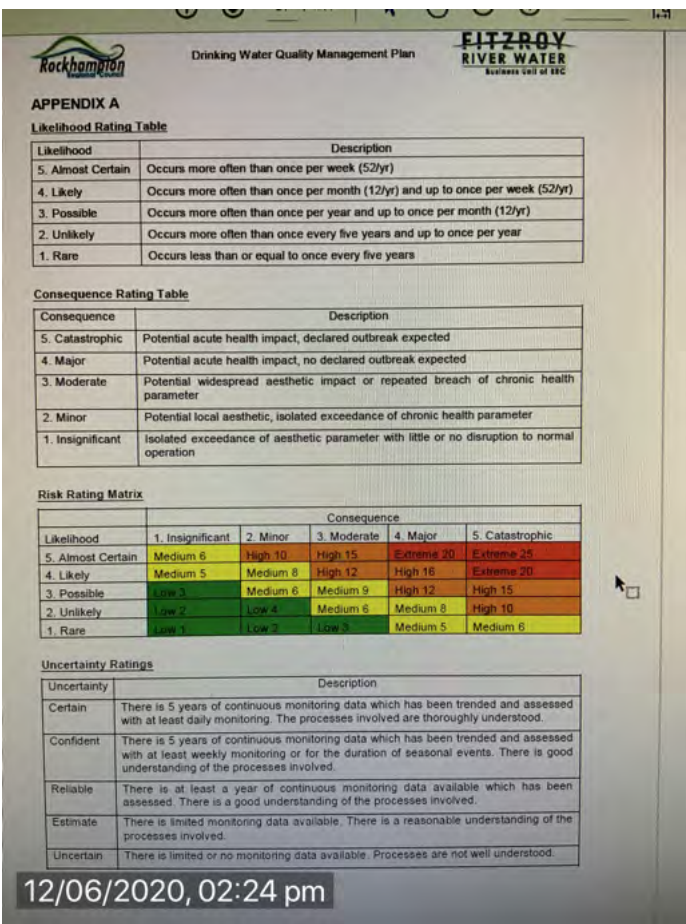 Rockhampton
Regional Council
Drinking Water Quality Management Plan
FITZROY
RIVER WATER
Business Unit of RRC
APPENDIX A
Likelihood Rating Table
Likelihood Description
5. Almost Certain Occurs more often than once per week (52/yr)
4. Likely Occurs more often than once per month (12/yr) and up to once per week (52/yr)
3. Possible Occurs more often than once per year and up to once per month (12/yr)
2. Unlikely Occurs more often than once every five years and up to once per year
1. Rare Occurs less than or equal to once every five years
Consequence Rating Table
Consequence Description
5. Catastrophic Potential acute health impact, declared outbreak expected
4. Major Potential acute health impact, no declared outbreak expected
3. Moderate Potential widespread aesthetic impact or repeated breach of chronic health
parameter
2. Minor Potential local aesthetic, isolated exceedance of chronic health parameter
1. Insignificant Isolated exceedance of aesthetic parameter with little or no disruption to normal
operation
Risk Rating Matrix
Consequence
Likelihood 1. Insignificant 2. Minor 3. Moderate 4. Major 5. Catastrophic
5. Almost Certain Medium 6 High 10 High 15 Extreme 20 Extreme 25
4. Likely Medium 5 Medium 8 High 12 High 16 Extreme 20
3. Possible Low 3 Medium 6 Medium 9 High 12 High 15
2. Unlikely Low 2 Low 4 Medium 6 Medium 8 High 10
1. Rare Low 1 Low 2 Low 3 Medium 5 Medium 6
Uncertainty Ratings
Uncertainty Description
Certain There is 5 years of continuous monitoring data which has been trended and assessed
with at least daily monitoring. The processes involved are thoroughly understood.
Confident There is 5 years of continuous monitoring data which has been trended and assessed
with at least weekly monitoring or for the duration of seasonal events. There is good
understanding of the processes involved.
Reliable There is at least a year of continuous monitoring data available which has been
assessed. There is a good understanding of the processes involved.
Estimate There is limited monitoring data available. There is a reasonable understanding of the
processes involved.
Uncertain There is limited or no monitoring data available. Processes are not well understood.
12/06/2020, 02:24 pm